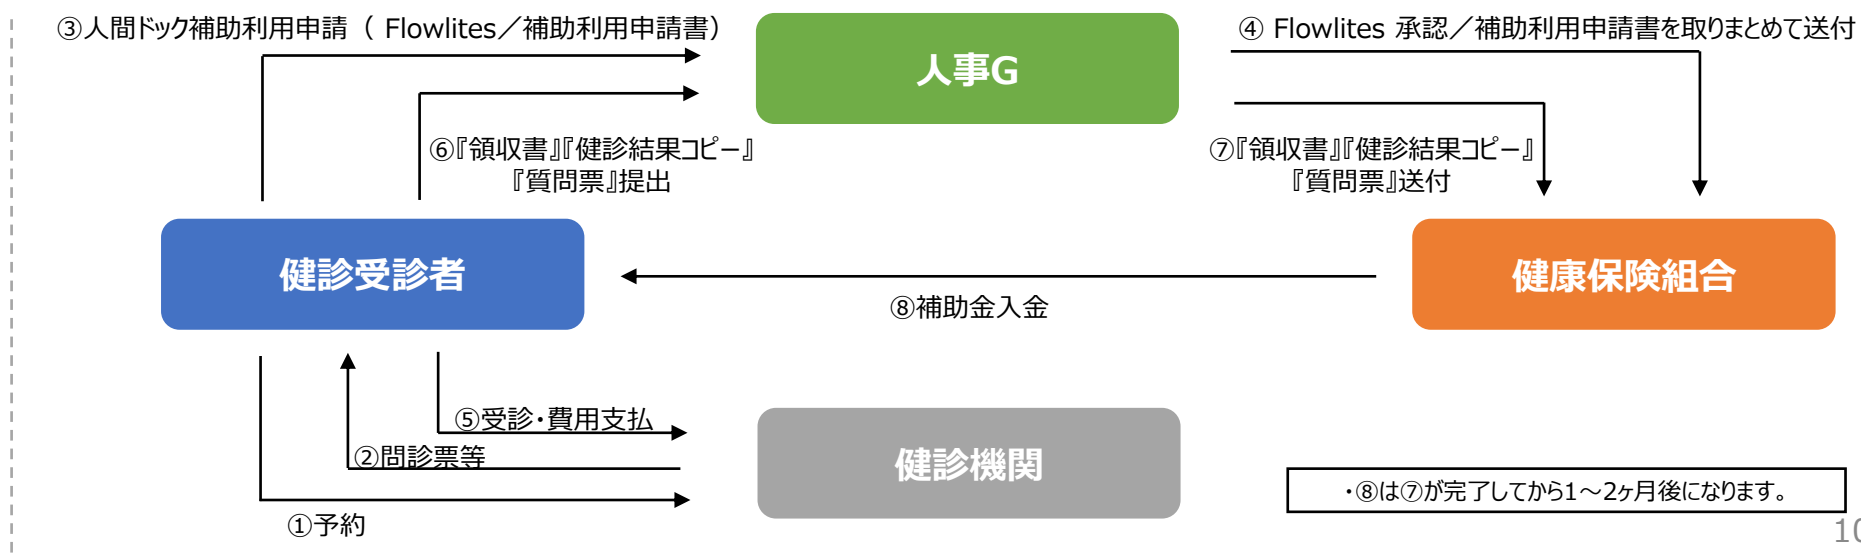 ③人間ドック補助利用申請（ Flowlites／補助利用申請書）
人事G
④ Flowlites 承認／補助利用申請書を取りまとめて送付
⑥『領収書』『健診結果コピー』
『質問票』提出
⑦『領収書』『健診結果コピー』
『質問票』送付
健診受診者
健康保険組合
⑧補助金入金
⑤受診・費用支払
②問診票等
健診機関
①予約
・⑧は⑦が完了してから1～2ヶ月後になります。
10